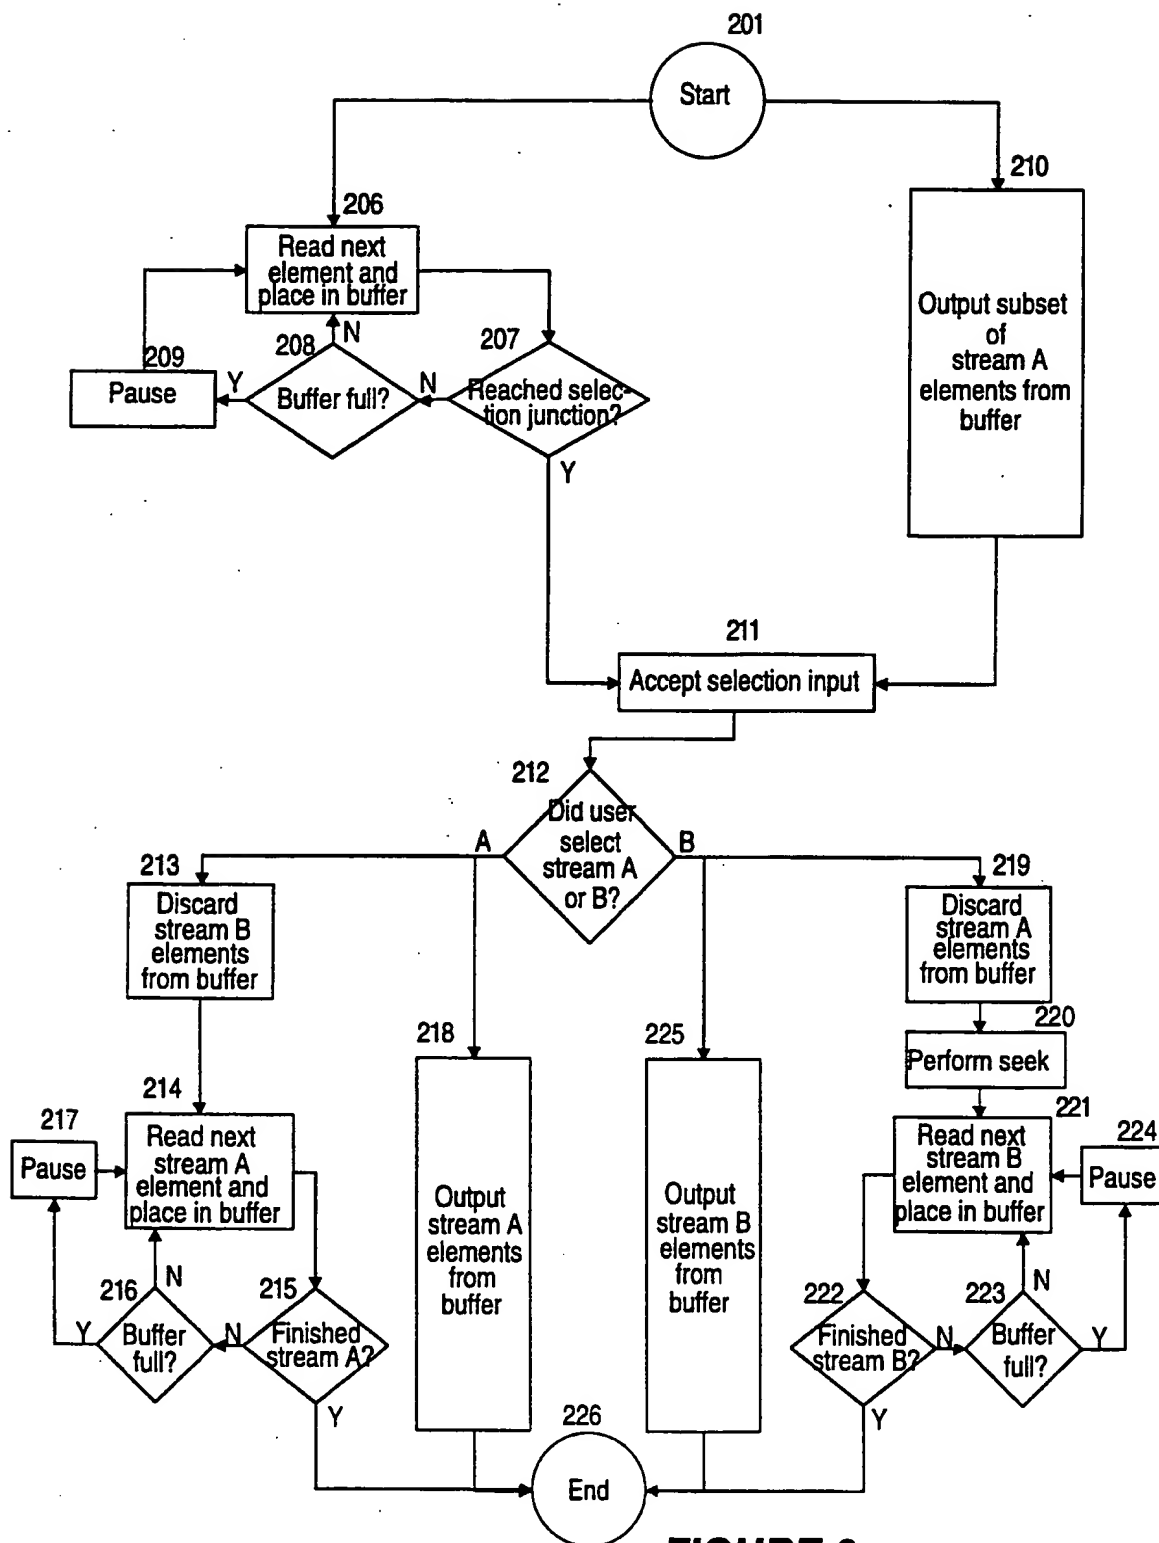 201
Start
210
206
Read next
element and
place in buffer
Output subset
of
stream A
elements from
buffer
N
208
207
209
Pause
Y
Buffer full?
N
Reached selec-
tion junction?
Y
211
Accept selection input
212
Did user
select
stream A
or B?
A
B
213
Discard
stream B
elements
from buffer
219
Discard
stream A
elements
from buffer
218
225
220
Perform seek
214
217
Pause
Read next
stream A
element and
place in buffer
221
Read next
stream B
element and
place in buffer
224
Pause
Output
stream A
elements
from
buffer
Output
stream B
elements
from
buffer
N
216
215
Y
Buffer
full?
N
Finished
stream A?
Y
222
223
N
Finished
stream B?
N
Buffer
full?
Y
Y
226
End